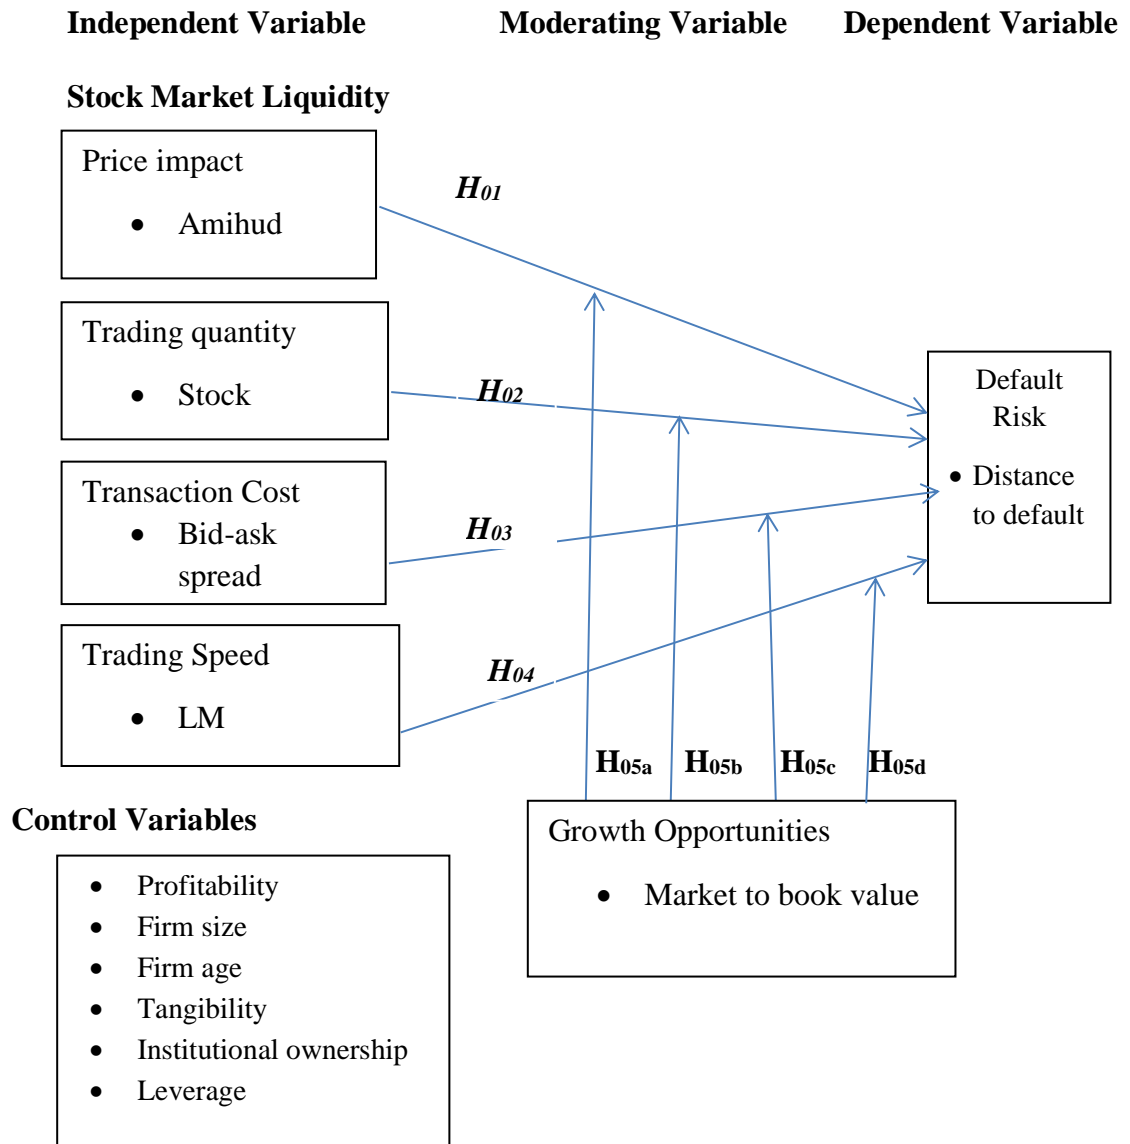 Independent Variable
Moderating Variable
Dependent Variable
Stock Market Liquidity
Price impact
• Amihud
H01
Trading quantity
• Stock
H02
Transaction Cost
• Bid-ask
spread
H03
Trading Speed
• LM
H04
Default
Risk
• Distance
to default
H05a
H05b
H05c
H05d
Growth Opportunities
• Market to book value
Control Variables
• Profitability
• Firm size
• Firm age
• Tangibility
• Institutional ownership
• Leverage